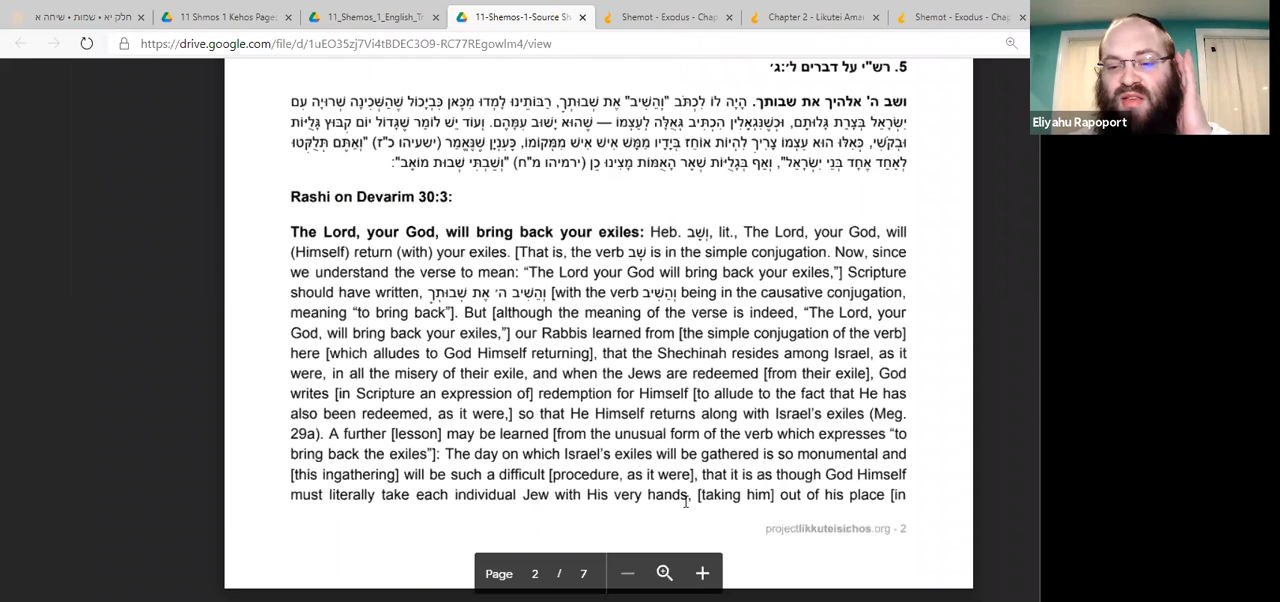 חלק יא • שמות • שיחה א
11 Shmos 1 Kehos Page
11_Shemos_1_English_Tr
11-Shemos-1-Source Sh
Shemot - Exodus - Chap
Chapter 2 - Likutei Ama
Shemot - Exodus - Chap
https://drive.google.com/file/d/1uEO35zj7Vi4tBDEC3O9-RC77REgowlm4/view
5. רש"י על דברים ל׳:ג׳
ושב ה' אלהיך את שבותך. הָיָה לוֹ לִכְתֹּב "וְהֵשִׁיב" אֶת שְׁבוּתְךָ, רַבּוֹתֵינוּ לָמְדוּ מִכָּאן כִּבְיָכוֹל שֶׁהַשְּׁכִינָה שְׁרוּיָה עִם
יִשְׂרָאֵל בְּצָרַת גָּלוּתָם, וּכְשֶׁנִּגְאָלִין הִכְתִּיב גְּאֻלָּה לְעַצְמוֹ — שֶׁהוּא יָשׁוּב עִמָּהֶם. וְעוֹד יֵשׁ לוֹמַר שֶׁגָּדוֹל יוֹם קִבּוּץ גָּלֻיּוֹת
וּבְקֹשִׁי, כְּאִלּוּ הוּא עַצְמוֹ צָרִיךְ לִהְיוֹת אוֹחֵז בְּיָדָיו מַמָּשׁ אִישׁ אִישׁ מִמְּקוֹמוֹ, כָּעִנְיָן שֶׁנֶּאֱמַר (ישעיהו כ"ז) "וְאַתֶּם תְּלֻקְּטוּ
לְאַחַד אֶחָד בְּנֵי יִשְׂרָאֵל", וְאַף בְּגָלֻיּוֹת שְׁאָר הָאֻמּוֹת מָצִינוּ כֵן (ירמיהו מ"ח) "וְשַׁבְתִּי שְׁבוּת מוֹאָב":
Rashi on Devarim 30:3:
The Lord, your God, will bring back your exiles: Heb. וְשָׁב, lit., The Lord, your God, will
(Himself) return (with) your exiles. [That is, the verb שָׁב is in the simple conjugation. Now, since
we understand the verse to mean: “The Lord your God will bring back your exiles,”] Scripture
should have written, וְהֵשִׁיב ה׳ אֶת שְׁבוּתְךָ [with the verb וְהֵשִׁיב being in the causative conjugation,
meaning “to bring back”]. But [although the meaning of the verse is indeed, “The Lord, your
God, will bring back your exiles,”] our Rabbis learned from [the simple conjugation of the verb]
here [which alludes to God Himself returning], that the Shechinah resides among Israel, as it
were, in all the misery of their exile, and when the Jews are redeemed [from their exile], God
writes [in Scripture an expression of] redemption for Himself [to allude to the fact that He has
also been redeemed, as it were,] so that He Himself returns along with Israel’s exiles (Meg.
29a). A further [lesson] may be learned [from the unusual form of the verb which expresses “to
bring back the exiles”]: The day on which Israel’s exiles will be gathered is so monumental and
[this ingathering] will be such a difficult [procedure, as it were], that it is as though God Himself
must literally take each individual Jew with His very hands, [taking him] out of his place [in
projectlikkuteisichos.org - 2
Page 2 / 7
Eliyahu Rapoport